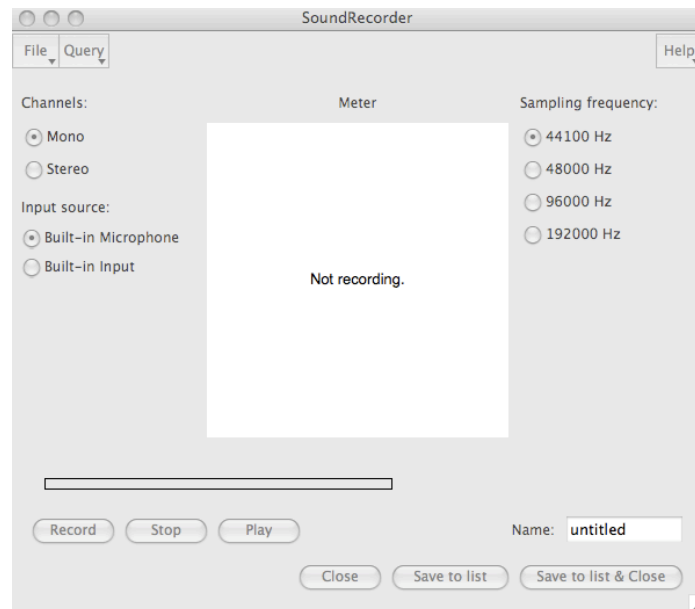 SoundRecorder
File Query Help
Channels: Meter Sampling frequency:
Mono 44100 Hz
Stereo 48000 Hz
Input source: 96000 Hz
Built-in Microphone 192000 Hz
Built-in Input
Not recording.
Record Stop Play Name: untitled
Close Save to list Save to list & Close